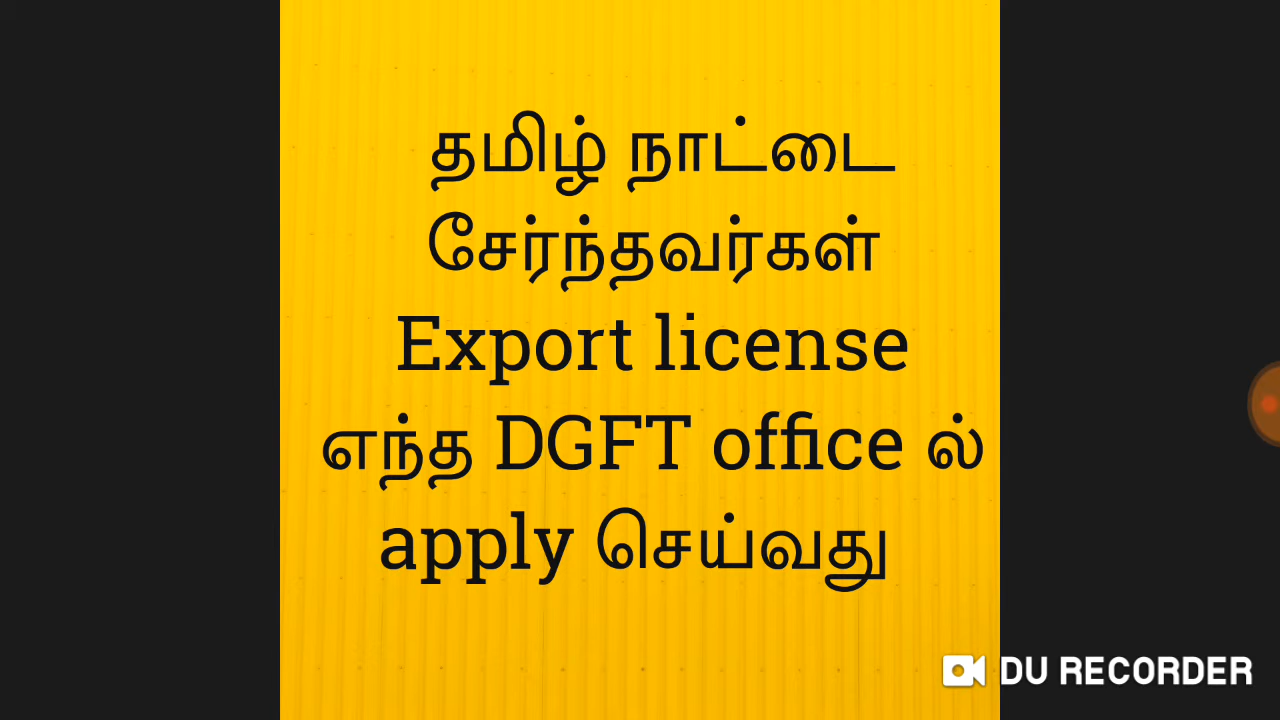 தமிழ் நாட்டை
சேர்ந்தவர்கள்
Export license
எந்த DGFT office ல்
apply செய்வது
DU RECORDER